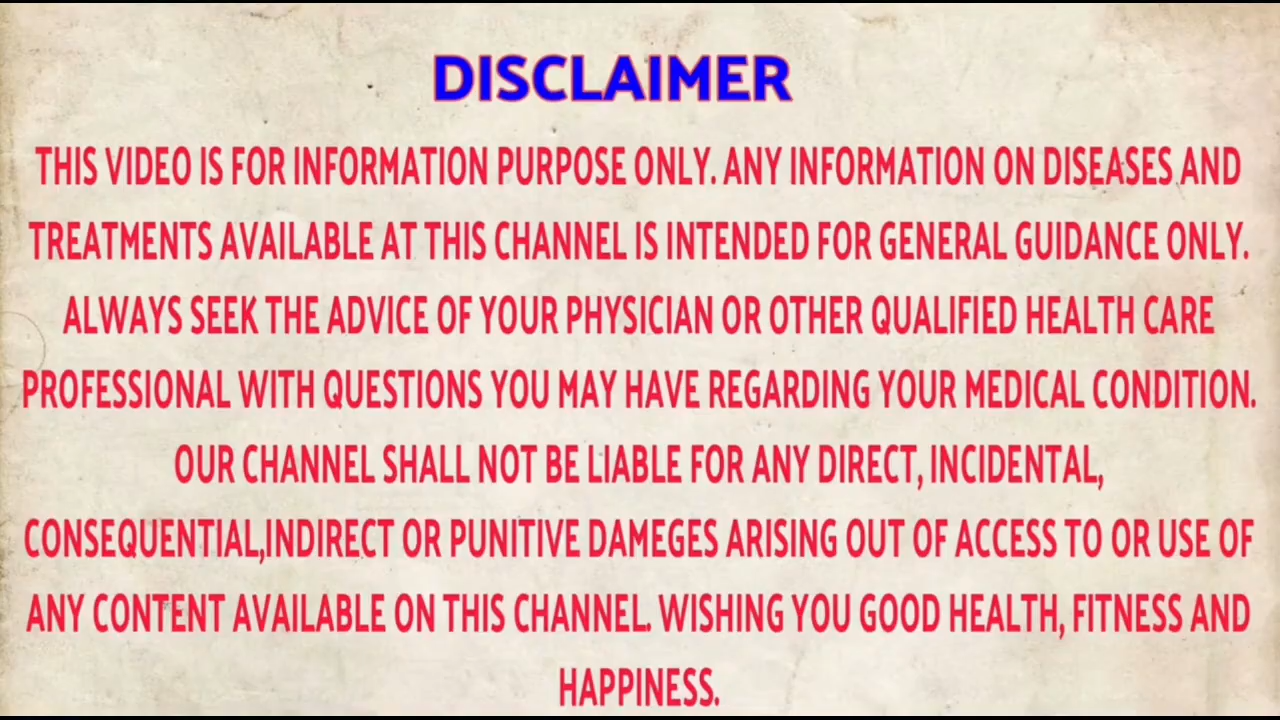 DISCLAIMER
THIS VIDEO IS FOR INFORMATION PURPOSE ONLY. ANY INFORMATION ON DISEASES AND
TREATMENTS AVAILABLE AT THIS CHANNEL IS INTENDED FOR GENERAL GUIDANCE ONLY.
ALWAYS SEEK THE ADVICE OF YOUR PHYSICIAN OR OTHER QUALIFIED HEALTH CARE
PROFESSIONAL WITH QUESTIONS YOU MAY HAVE REGARDING YOUR MEDICAL CONDITION.
OUR CHANNEL SHALL NOT BE LIABLE FOR ANY DIRECT, INCIDENTAL,
CONSEQUENTIAL,INDIRECT OR PUNITIVE DAMEGES ARISING OUT OF ACCESS TO OR USE OF
ANY CONTENT AVAILABLE ON THIS CHANNEL. WISHING YOU GOOD HEALTH, FITNESS AND
HAPPINESS.